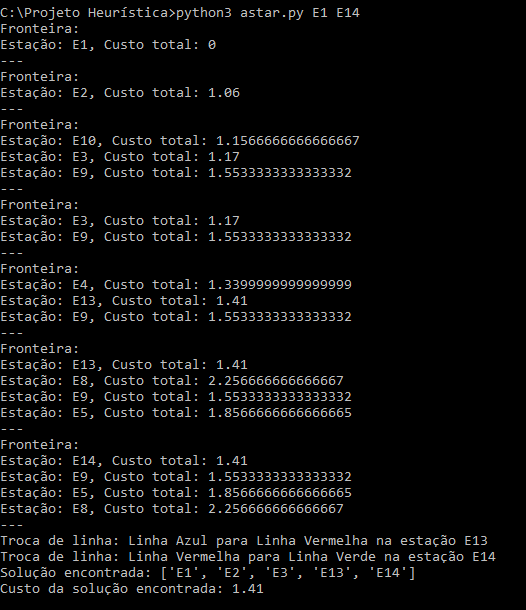 C:\Projeto Heurística>python3 astar.py E1 E14
Fronteira:
Estação: E1, Custo total: 0
---
Fronteira:
Estação: E2, Custo total: 1.06
---
Fronteira:
Estação: E10, Custo total: 1.1566666666666667
Estação: E3, Custo total: 1.17
Estação: E9, Custo total: 1.5533333333333332
---
Fronteira:
Estação: E3, Custo total: 1.17
Estação: E9, Custo total: 1.5533333333333332
---
Fronteira:
Estação: E4, Custo total: 1.3399999999999999
Estação: E13, Custo total: 1.41
Estação: E9, Custo total: 1.5533333333333332
---
Fronteira:
Estação: E13, Custo total: 1.41
Estação: E8, Custo total: 2.256666666666667
Estação: E9, Custo total: 1.5533333333333332
Estação: E5, Custo total: 1.8566666666666665
---
Fronteira:
Estação: E14, Custo total: 1.41
Estação: E9, Custo total: 1.5533333333333332
Estação: E5, Custo total: 1.8566666666666665
Estação: E8, Custo total: 2.256666666666667
---
Troca de linha: Linha Azul para Linha Vermelha na estação E13
Troca de linha: Linha Vermelha para Linha Verde na estação E14
Solução encontrada: ['E1', 'E2', 'E3', 'E13', 'E14']
Custo da solução encontrada: 1.41